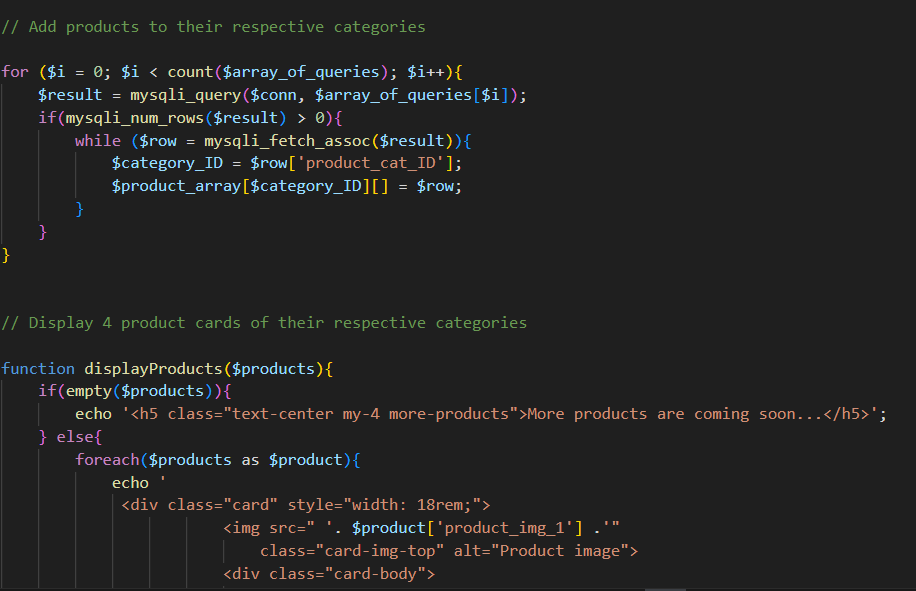 // Add products to their respective categories
for ($i = 0; $i < count($array_of_queries); $i++){
$result = mysqli_query($conn, $array_of_queries[$i]);
if(mysqli_num_rows($result) > 0){
while ($row = mysqli_fetch_assoc($result)){
$category_ID = $row['product_cat_ID'];
$product_array[$category_ID][] = $row;
}
}
}
// Display 4 product cards of their respective categories
function displayProducts($products){
if(empty($products)){
echo '<h5 class="text-center my-4 more-products">More products are coming soon...</h5>';
} else{
foreach($products as $product){
echo '
<div class="card" style="width: 18rem;">
<img src=" '. $product['product_img_1'] .'"
class="card-img-top" alt="Product image">
<div class="card-body">